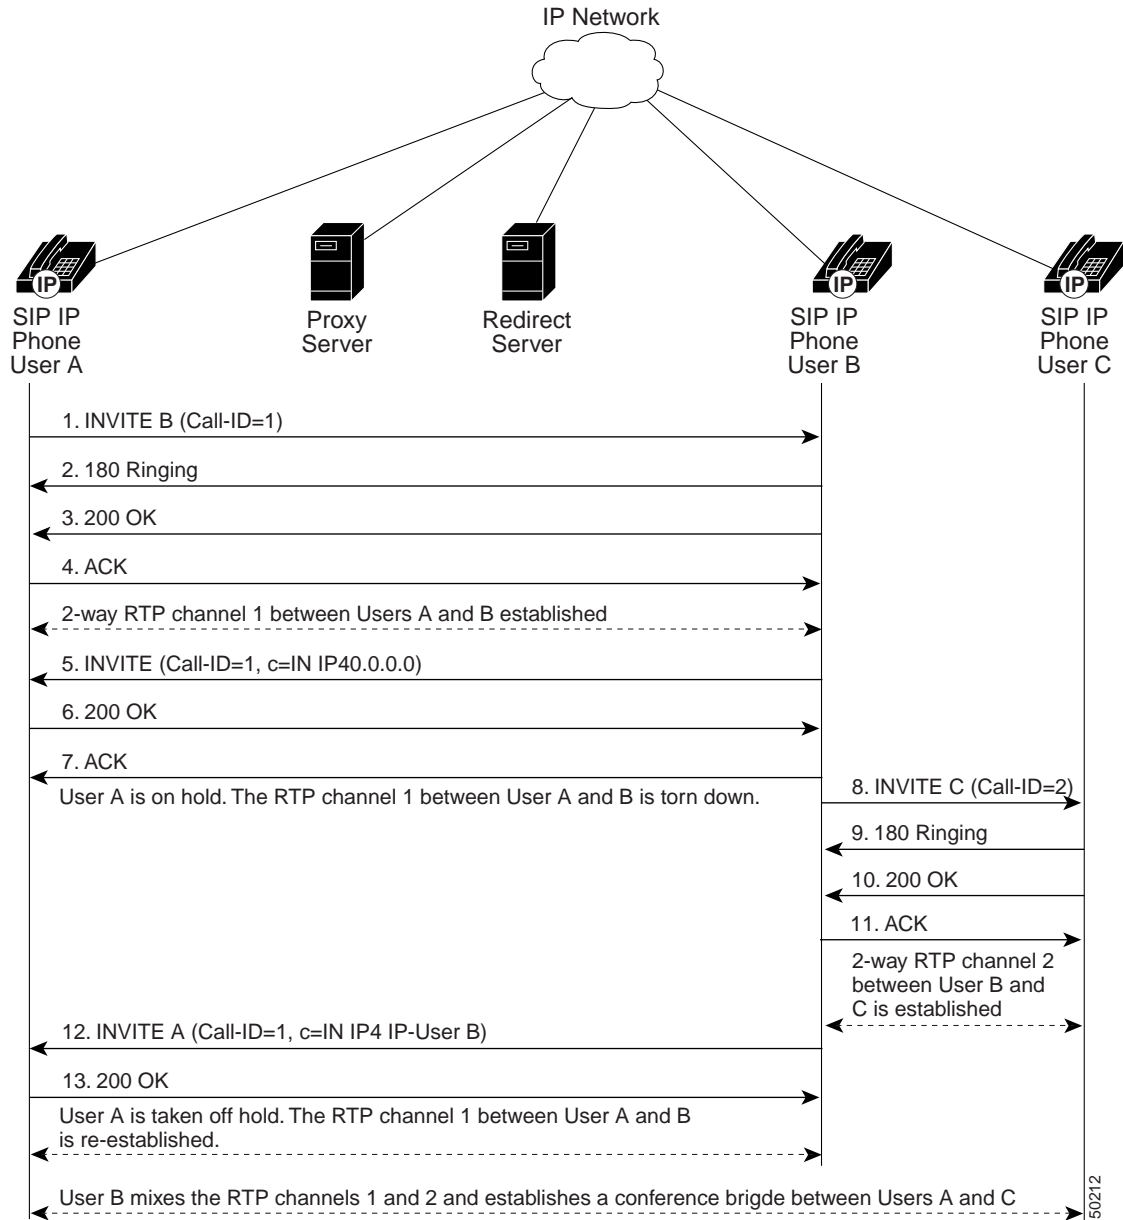 IP Network
IP
IP
IP
SIP IP
Phone
User A
Proxy
Server
Redirect
Server
SIP IP
Phone
User B
SIP IP
Phone
User C
1. INVITE B (Call-ID=1)
2. 180 Ringing
3. 200 OK
4. ACK
2-way RTP channel 1 between Users A and B established
5. INVITE (Call-ID=1, c=IN IP40.0.0.0)
6. 200 OK
7. ACK
User A is on hold. The RTP channel 1 between User A and B is torn down.
8. INVITE C (Call-ID=2)
9. 180 Ringing
10. 200 OK
11. ACK
2-way RTP channel 2
between User B and
C is established
12. INVITE A (Call-ID=1, c=IN IP4 IP-User B)
13. 200 OK
User A is taken off hold. The RTP channel 1 between User A and B
is re-established.
User B mixes the RTP channels 1 and 2 and establishes a conference brigde between Users A and C
50212